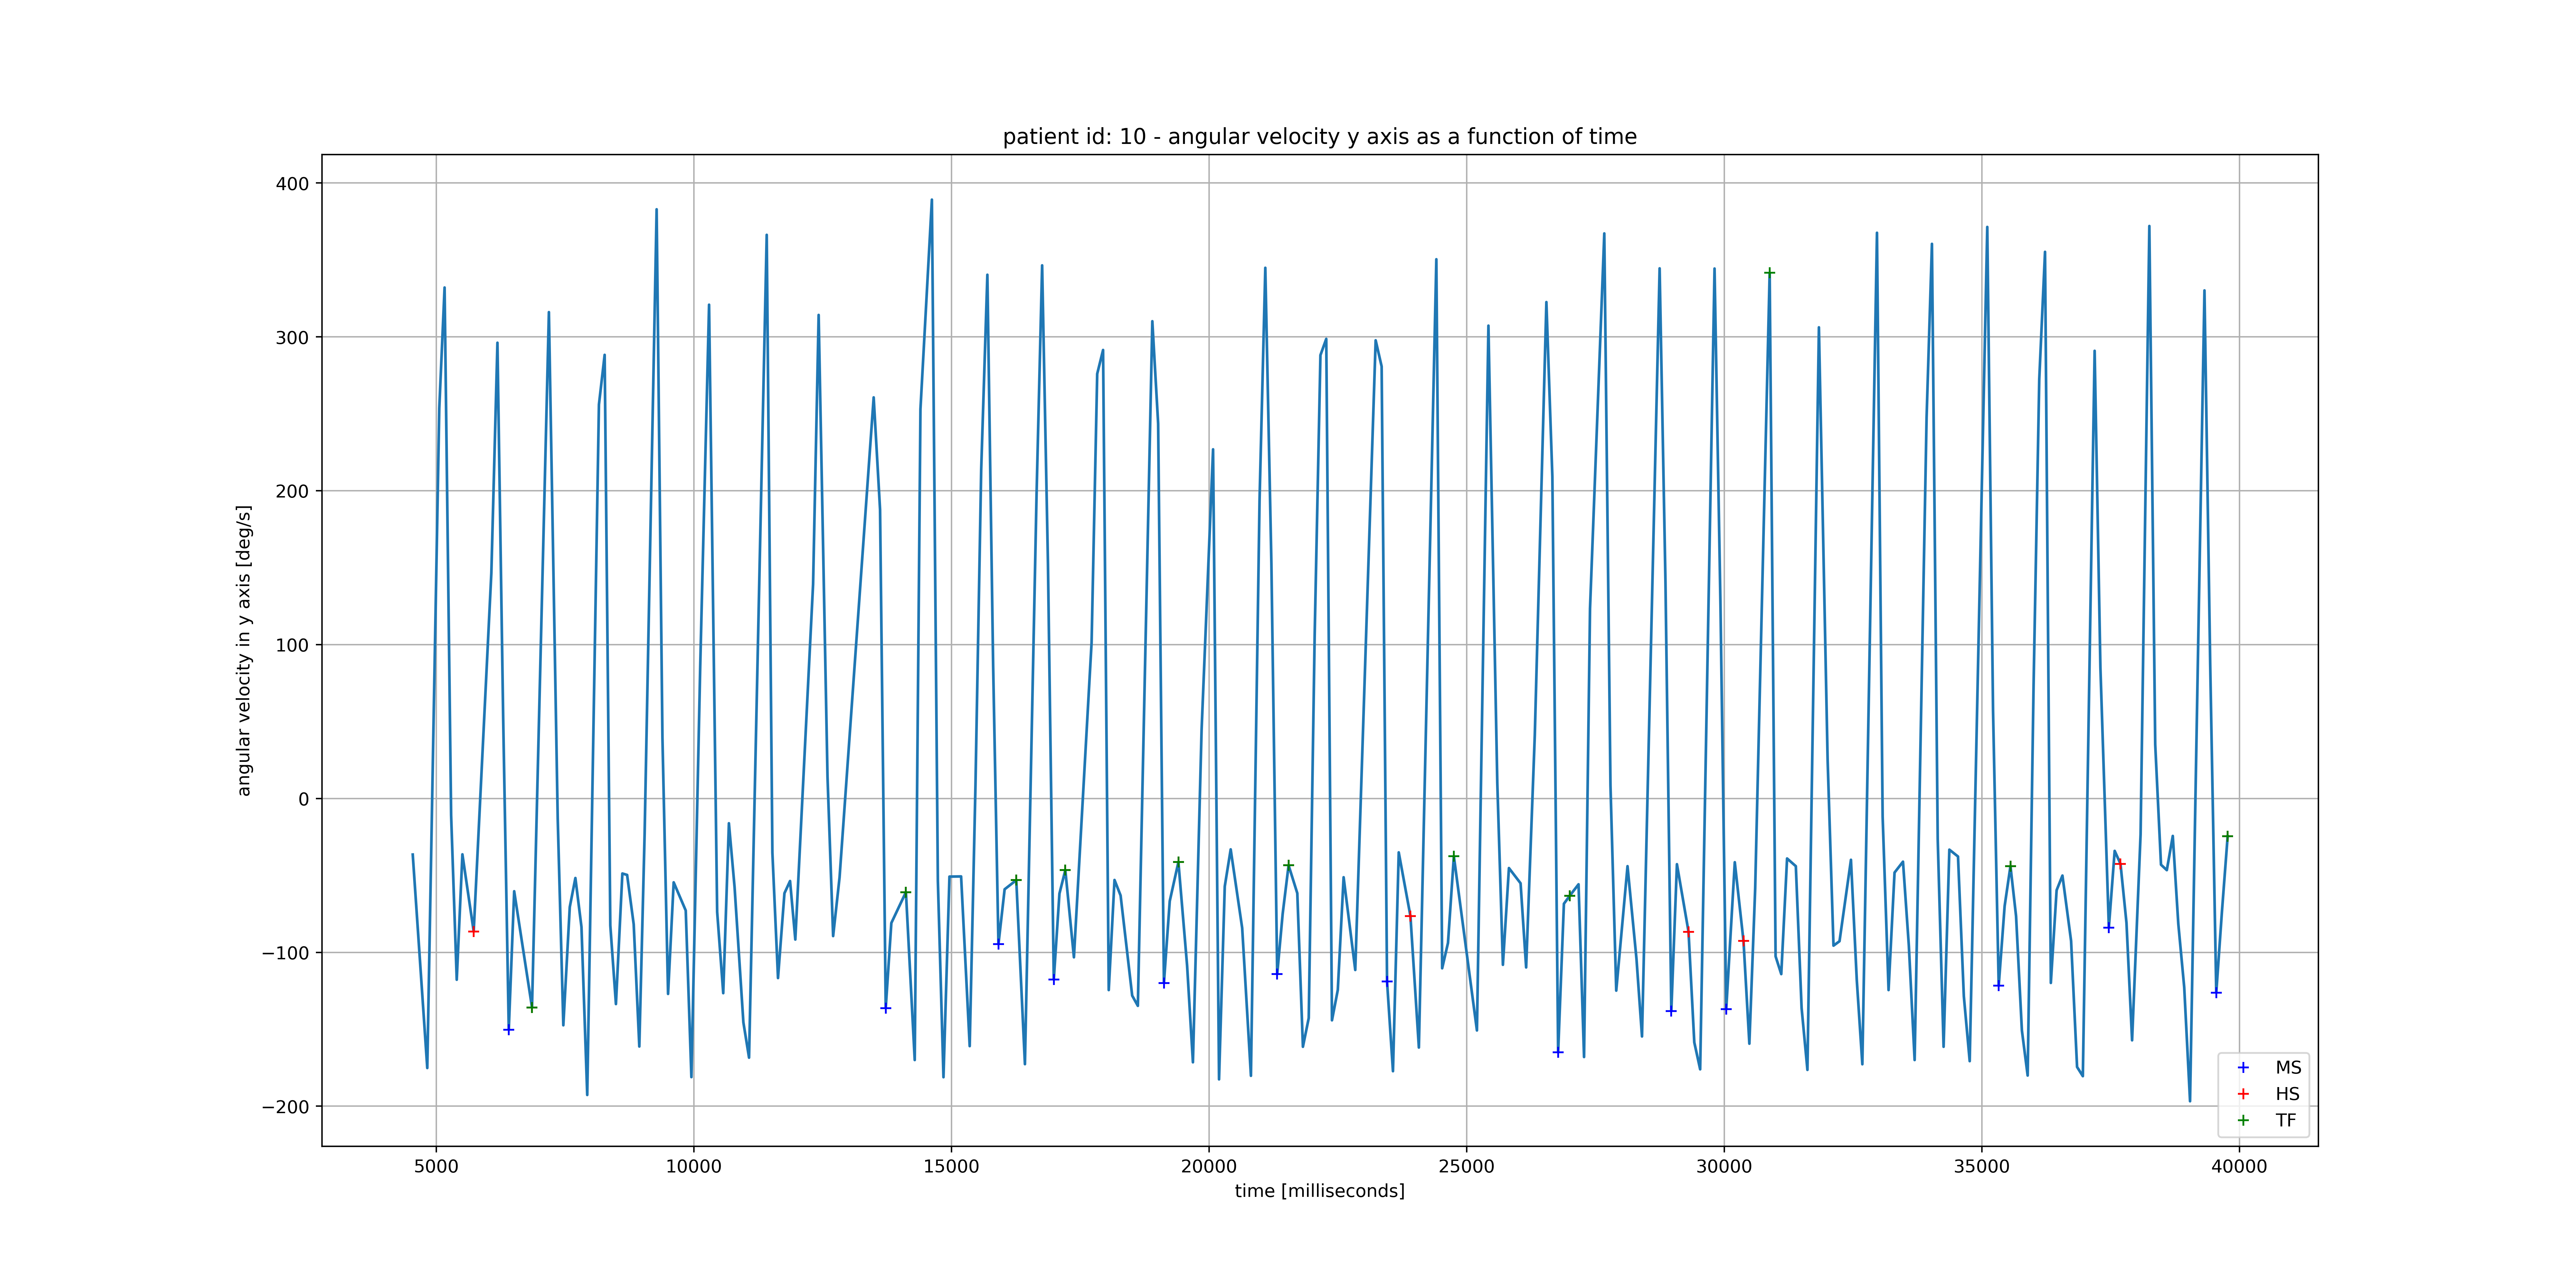 patient id: 10 - angular velocity y axis as a function of time
angular velocity in y axis [deg/s]
400
300
200
100
0
−100
−200
5000 10000 15000 20000 25000 30000 35000 40000
time [milliseconds]
MS
HS
TF